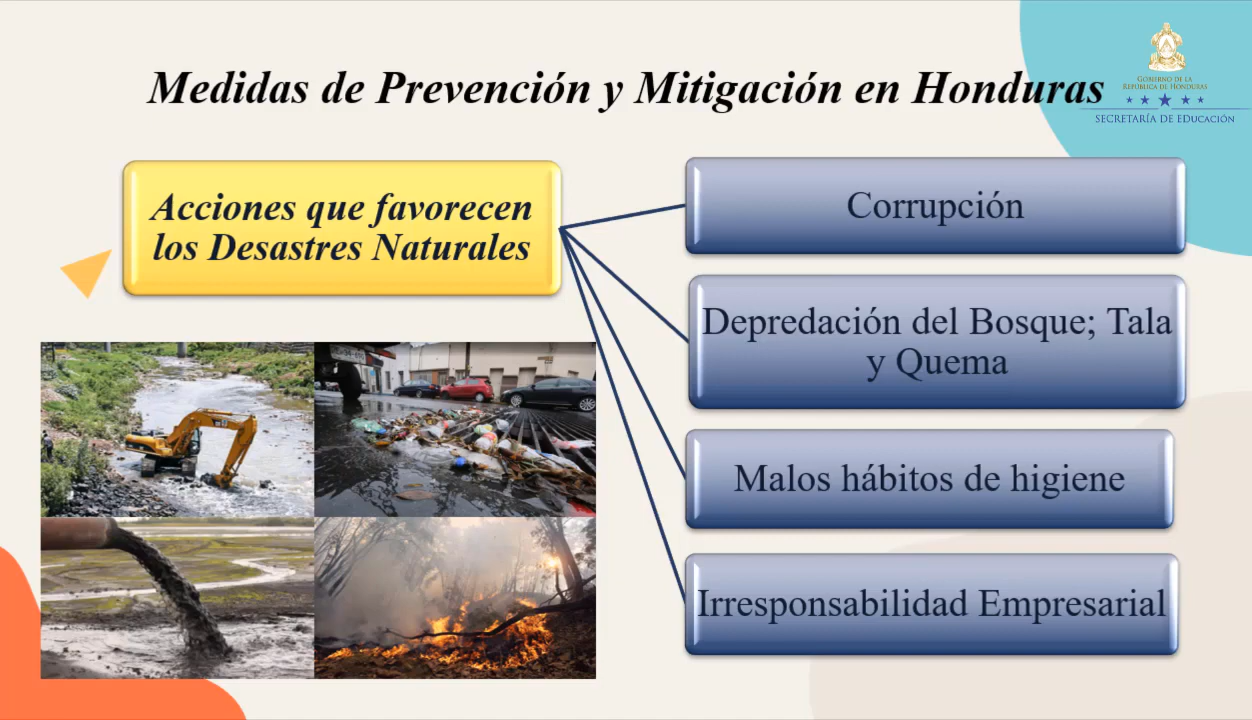 Medidas de Prevención y Mitigación en Honduras
GOBIERNO DE LA
REPÚBLICA DE HONDURAS
SECRETARÍA DE EDUCACIÓN
Acciones que favorecen
los Desastres Naturales
Corrupción
Depredación del Bosque; Tala
y Quema
Malos hábitos de higiene
Irresponsabilidad Empresarial